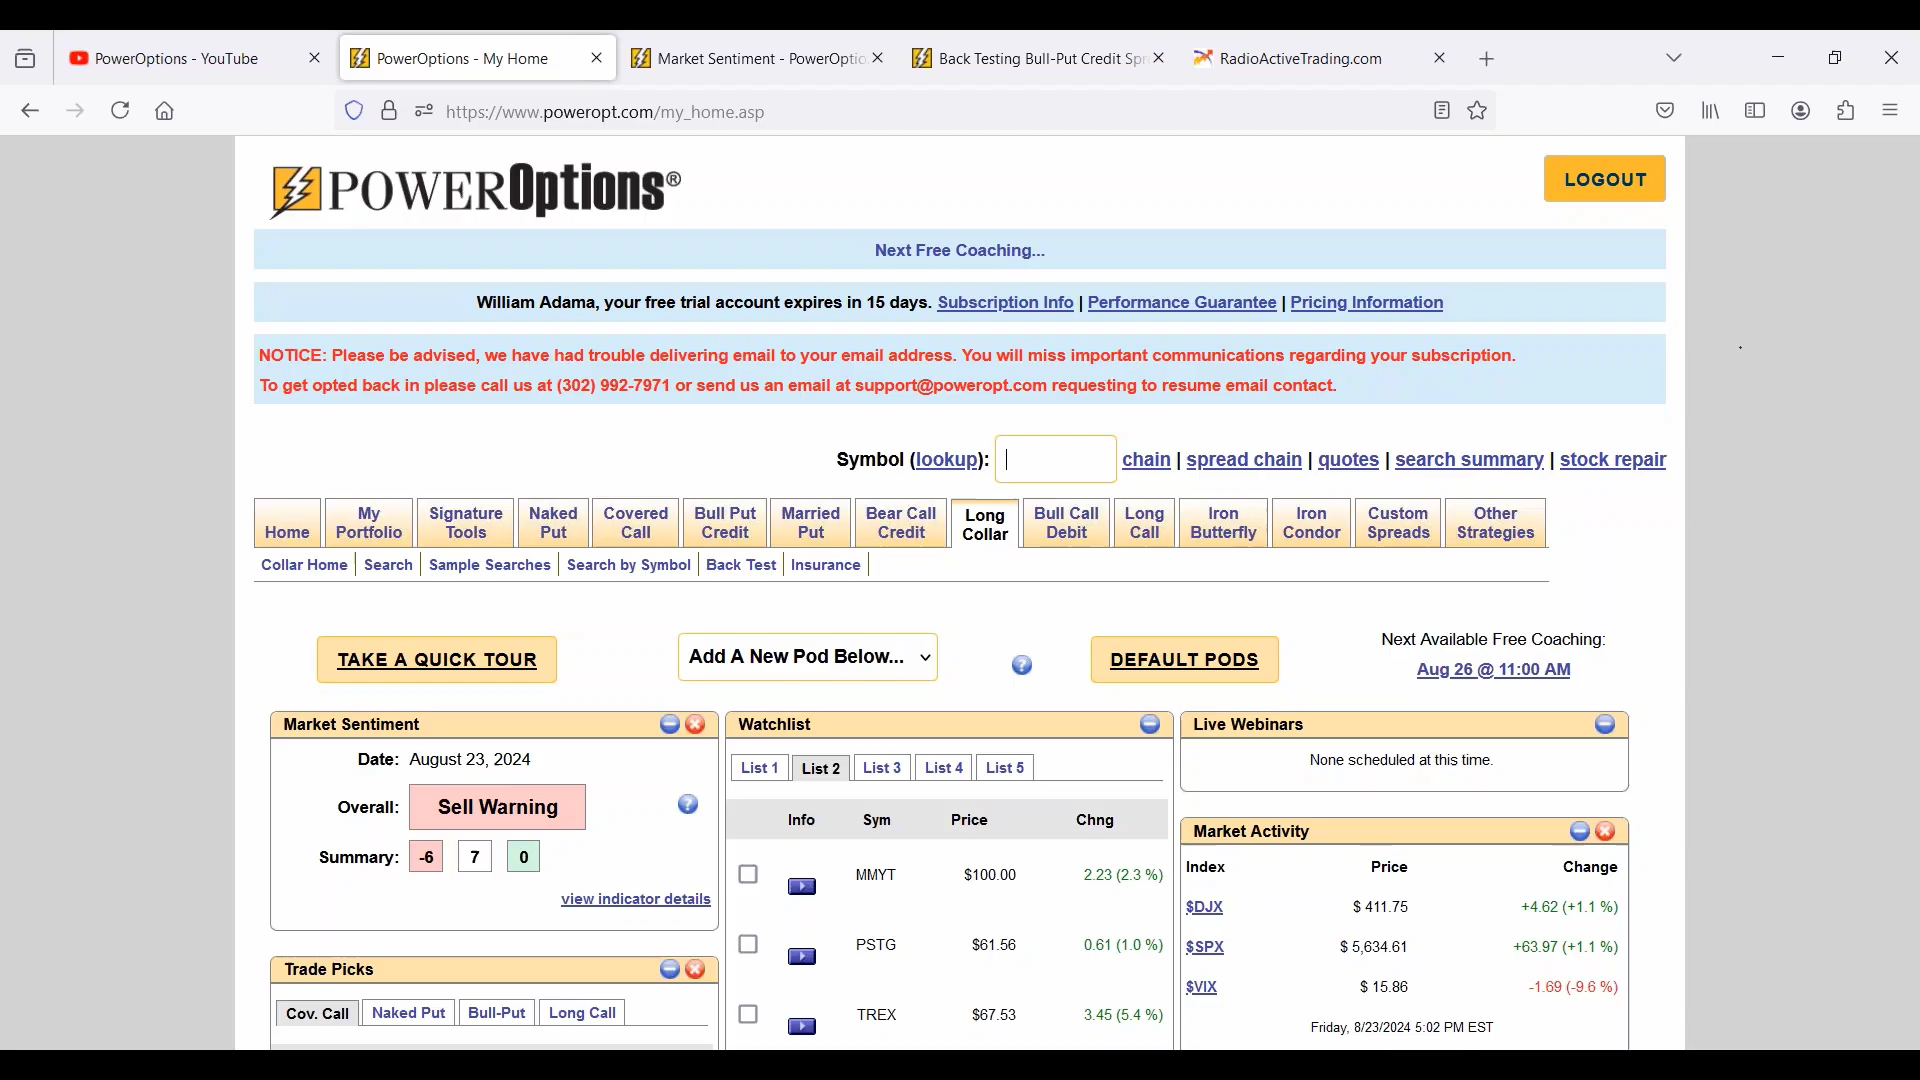 PowerOptions - YouTube
PowerOptions - My Home
Market Sentiment - PowerOptio
Back Testing Bull-Put Credit Spr
RadioActiveTrading.com
https://www.poweropt.com/my_home.asp
POWEROptions®
LOGOUT
Next Free Coaching...
William Adama, your free trial account expires in 15 days. Subscription Info | Performance Guarantee | Pricing Information
NOTICE: Please be advised, we have had trouble delivering email to your email address. You will miss important communications regarding your subscription.
To get opted back in please call us at (302) 992-7971 or send us an email at support@poweropt.com requesting to resume email contact.
Symbol (lookup): chain | spread chain | quotes | search summary | stock repair
Home
My Portfolio
Signature Tools
Naked Put
Covered Call
Bull Put Credit
Married Put
Bear Call Credit
Long Collar
Bull Call Debit
Long Call
Iron Butterfly
Iron Condor
Custom Spreads
Other Strategies
Collar Home
Search
Sample Searches
Search by Symbol
Back Test
Insurance
TAKE A QUICK TOUR
Add A New Pod Below...
?
DEFAULT PODS
Next Available Free Coaching:
Aug 26 @ 11:00 AM
Market Sentiment
Date: August 23, 2024
Overall: Sell Warning
?
Summary: -6 7 0
view indicator details
Trade Picks
Cov. Call
Naked Put
Bull-Put
Long Call
Watchlist
List 1
List 2
List 3
List 4
List 5
Info Sym Price Chng
MMYT $100.00 2.23 (2.3 %)
PSTG $61.56 0.61 (1.0 %)
TREX $67.53 3.45 (5.4 %)
Live Webinars
None scheduled at this time.
Market Activity
Index Price Change
$DJX $ 411.75 +4.62 (+1.1 %)
$SPX $ 5,634.61 +63.97 (+1.1 %)
$VIX $ 15.86 -1.69 (-9.6 %)
Friday, 8/23/2024 5:02 PM EST